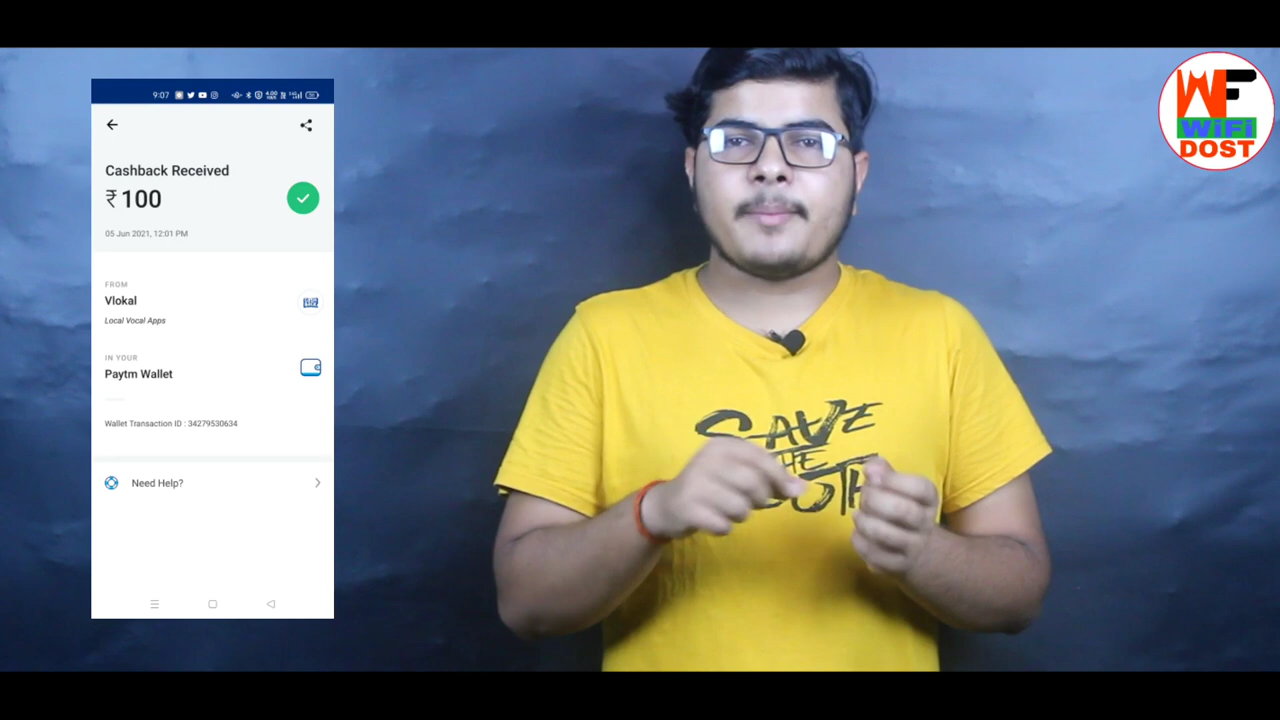 9:07
Cashback Received
₹100
05 Jun 2021, 12:01 PM
FROM
Vlokal
Local Vocal Apps
IN YOUR
Paytm Wallet
Wallet Transaction ID : 34279530634
Need Help?
WF
WiFi
DOST
SAVE
THE